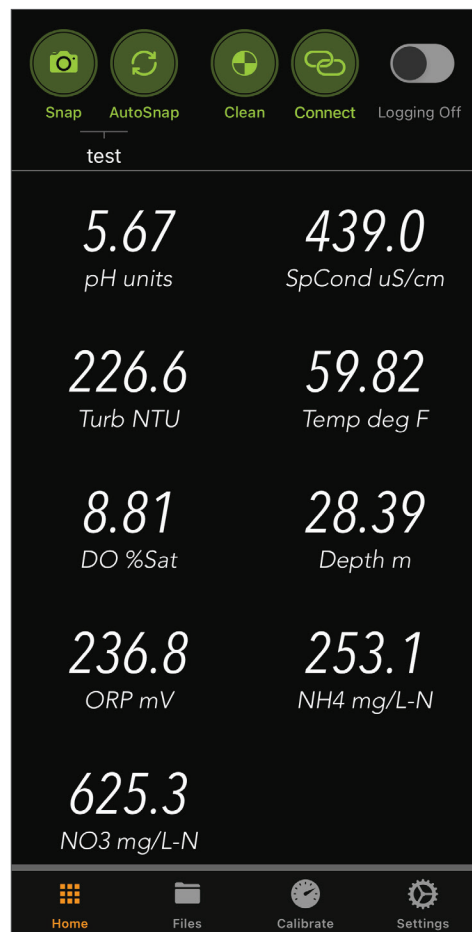 Snap AutoSnap Clean Connect Logging Off
test
5.67 439.0
pH units SpCond uS/cm
226.6 59.82
Turb NTU Temp deg F
8.81 28.39
DO %Sat Depth m
236.8 253.1
ORP mV NH4 mg/L-N
625.3
NO3 mg/L-N
Home Files Calibrate Settings